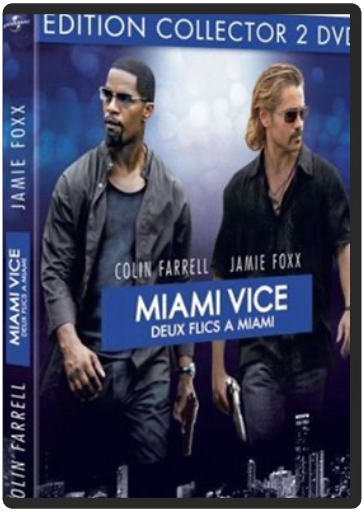 EDITION COLLECTOR 2 DVD
COLIN FARRELL JAMIE FOXX
MIAMI VICE
DEUX FLICS A MIAMI
JAMIE FOXX
MIAMI VICE
DEUX FLICS A MIAMI
COLIN FARRELL